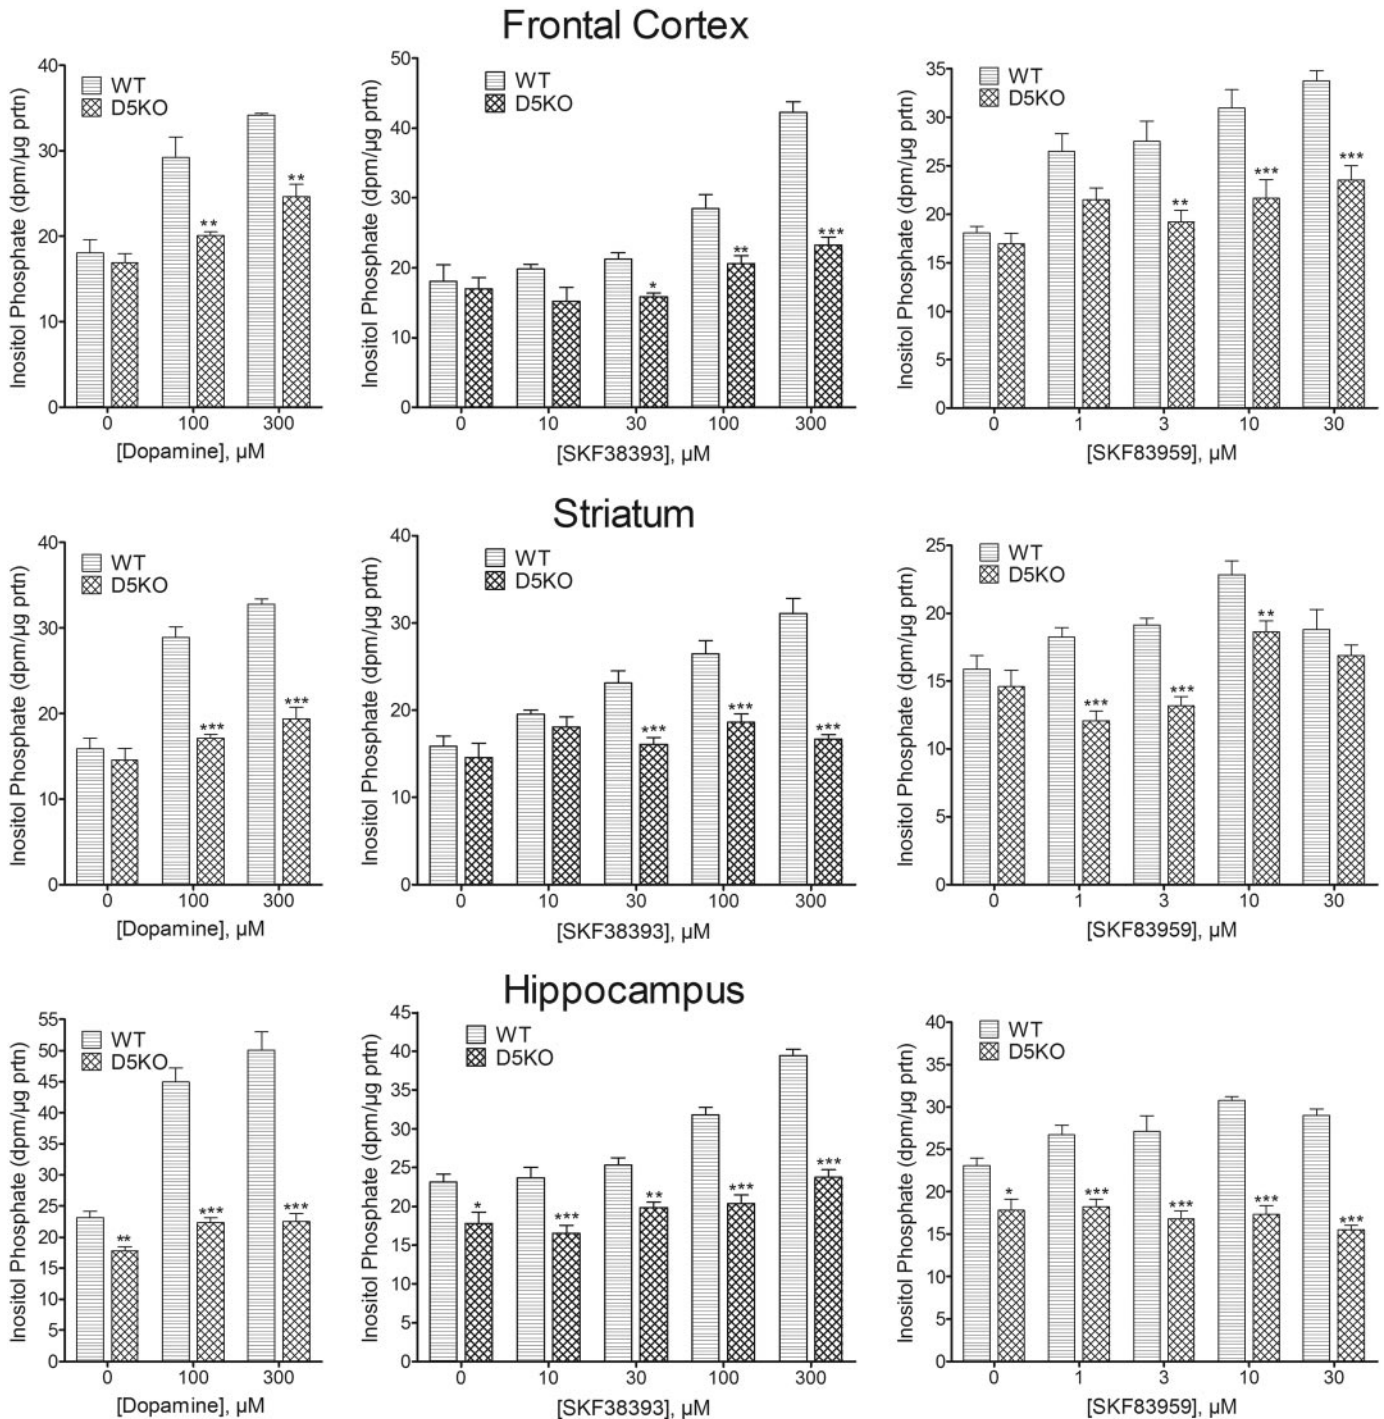 Frontal Cortex
Inositol Phosphate (dpm/µg prtn)
40
30
20
10
0
WT
D5KO
**
**
0 100 300
[Dopamine], µM
Inositol Phosphate (dpm/µg prtn)
50
40
30
20
10
0
WT
D5KO
*
**
***
0 10 30 100 300
[SKF38393], µM
Inositol Phosphate (dpm/µg prtn)
35
30
25
20
15
10
5
0
WT
D5KO
**
***
***
0 1 3 10 30
[SKF83959], µM
Striatum
Inositol Phosphate (dpm/µg prtn)
40
30
20
10
0
WT
D5KO
***
***
0 100 300
[Dopamine], µM
Inositol Phosphate (dpm/µg prtn)
40
30
20
10
0
WT
D5KO
***
***
***
0 10 30 100 300
[SKF38393], µM
Inositol Phosphate (dpm/µg prtn)
25
20
15
10
5
0
WT
D5KO
***
***
**
0 1 3 10 30
[SKF83959], µM
Hippocampus
Inositol Phosphate (dpm/µg prtn)
55
50
45
40
35
30
25
20
15
10
5
0
WT
D5KO
**
***
***
0 100 300
[Dopamine], µM
Inositol Phosphate (dpm/µg prtn)
45
40
35
30
25
20
15
10
5
0
WT
D5KO
*
***
**
***
***
0 10 30 100 300
[SKF38393], µM
Inositol Phosphate (dpm/µg prtn)
40
35
30
25
20
15
10
5
0
WT
D5KO
*
***
***
***
***
0 1 3 10 30
[SKF83959], µM